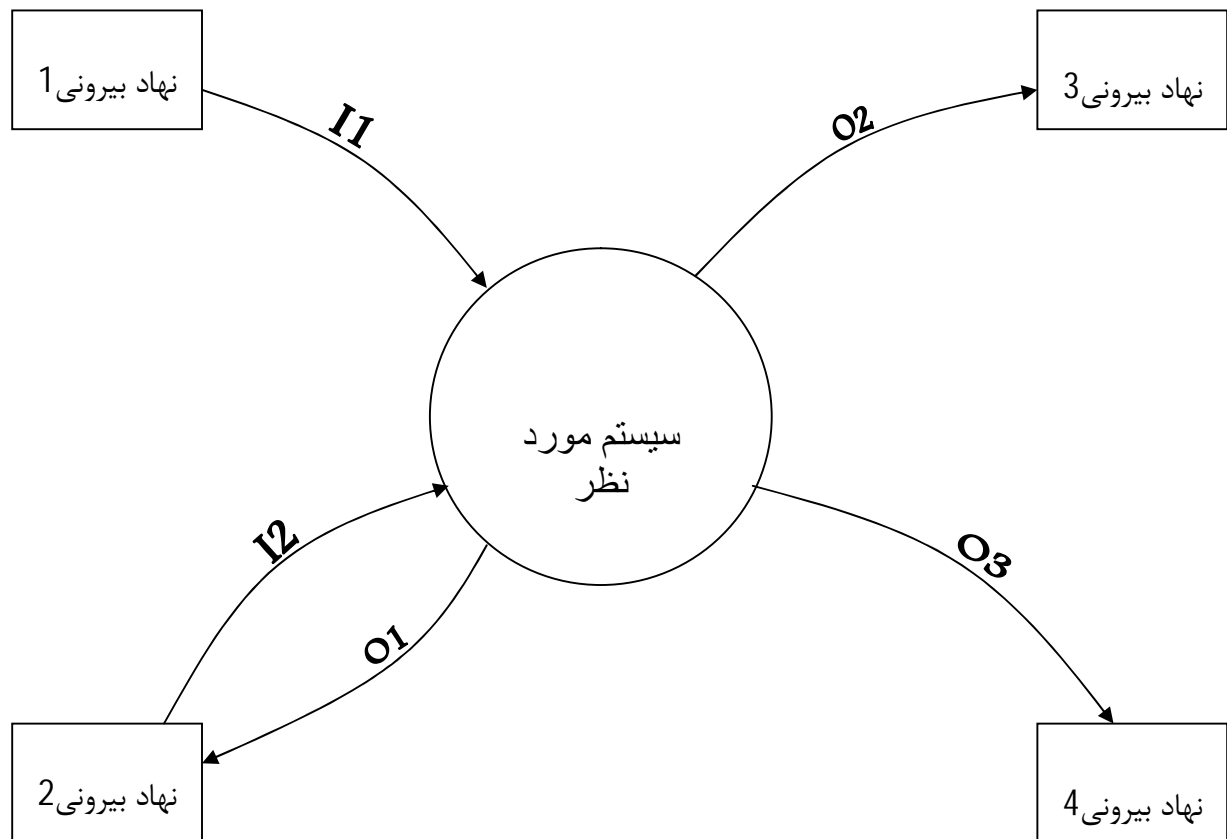 نهاد بیرونی1
I1
O2
نهاد بیرونی3
سیستم مورد
نظر
I2
O1
O3
نهاد بیرونی2
نهاد بیرونی4